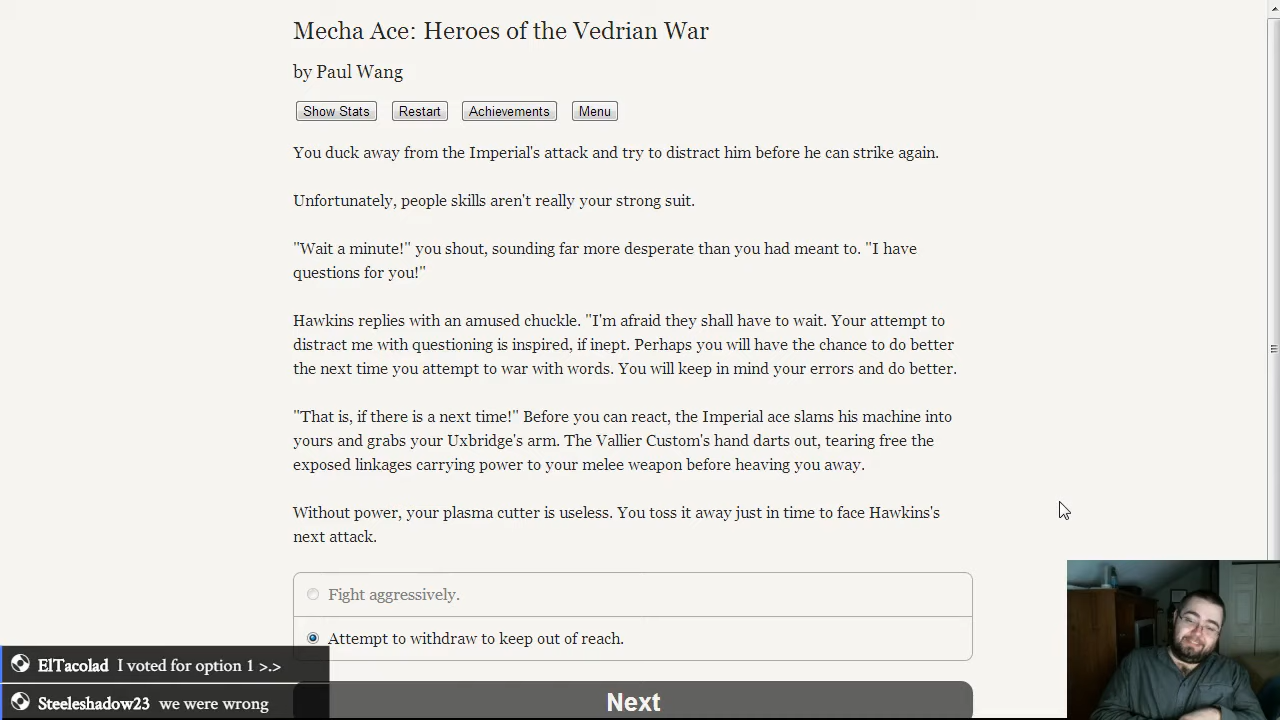 Mecha Ace: Heroes of the Vedrian War
by Paul Wang
Show Stats Restart Achievements Menu
You duck away from the Imperial's attack and try to distract him before he can strike again.
Unfortunately, people skills aren't really your strong suit.
"Wait a minute!" you shout, sounding far more desperate than you had meant to. "I have
questions for you!"
Hawkins replies with an amused chuckle. "I'm afraid they shall have to wait. Your attempt to
distract me with questioning is inspired, if inept. Perhaps you will have the chance to do better
the next time you attempt to war with words. You will keep in mind your errors and do better.
"That is, if there is a next time!" Before you can react, the Imperial ace slams his machine into
yours and grabs your Uxbridge's arm. The Vallier Custom's hand darts out, tearing free the
exposed linkages carrying power to your melee weapon before heaving you away.
Without power, your plasma cutter is useless. You toss it away just in time to face Hawkins's
next attack.
Fight aggressively.
Attempt to withdraw to keep out of reach.
ElTacolad I voted for option 1 >.>
Steeleshadow23 we were wrong
Next